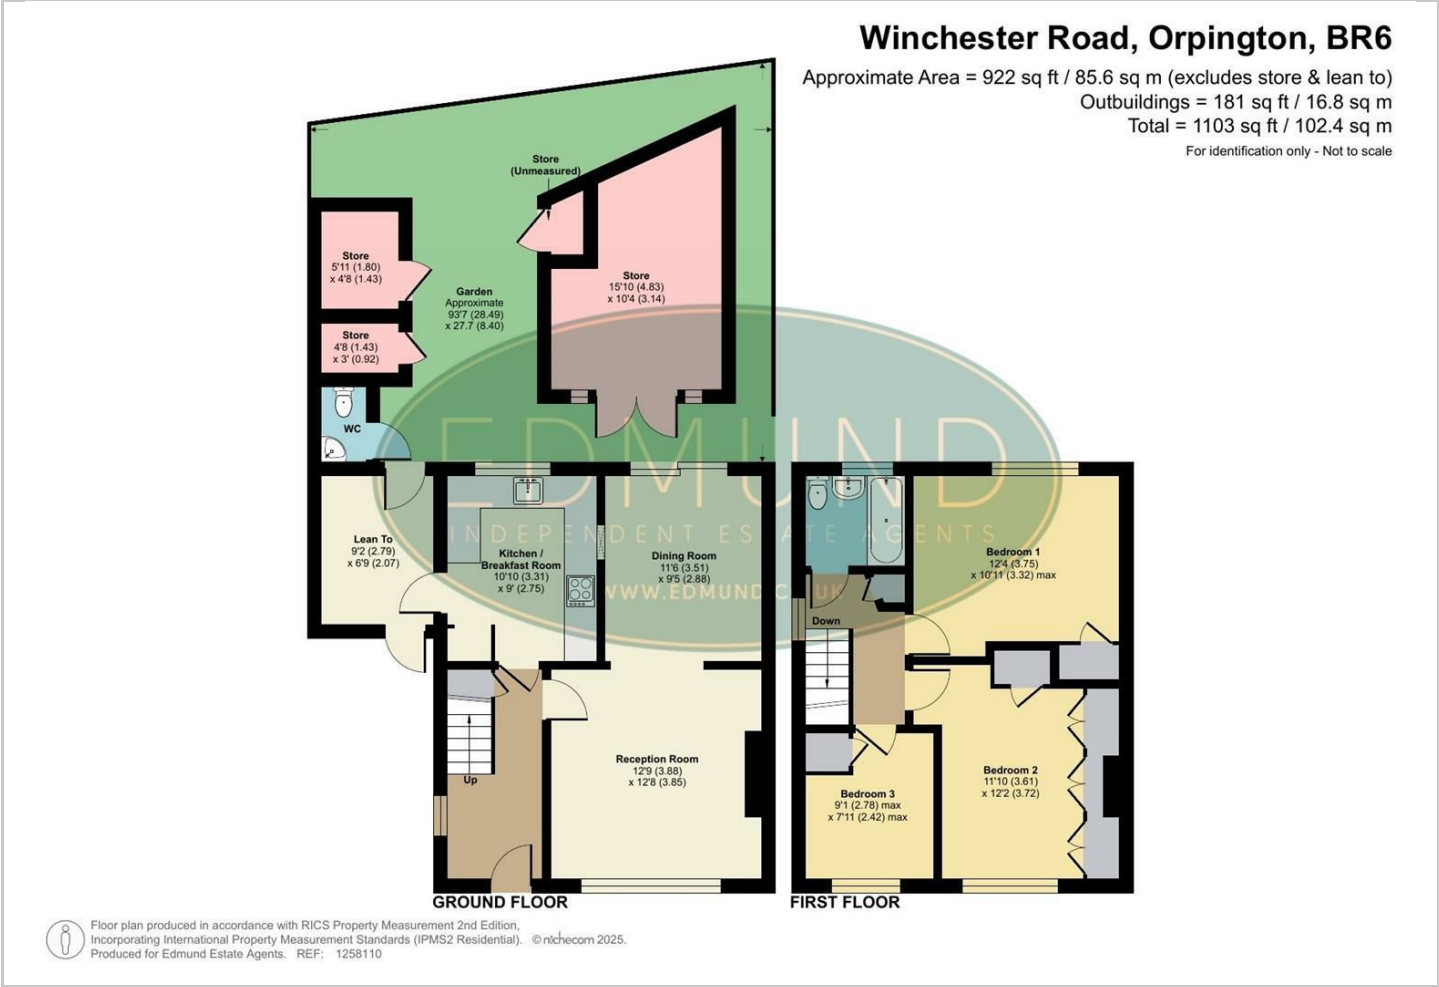 Winchester Road, Orpington, BR6
Approximate Area = 922 sq ft / 85.6 sq m (excludes store & lean to)
Outbuildings = 181 sq ft / 16.8 sq m
Total = 1103 sq ft / 102.4 sq m
For identification only - Not to scale
Store
(Unmeasured)
Store
5'11 (1.80)
x 4'8 (1.43)
Garden
Approximate
93'7 (28.49)
x 27.7 (8.40)
Store
15'10 (4.83)
x 10'4 (3.14)
Store
4'8 (1.43)
x 3' (0.92)
WC
EDMUND
INDEPENDENT ESTATE AGENTS
WWW.EDMUND.CO.UK
Lean To
9'2 (2.79)
x 6'9 (2.07)
Kitchen /
Breakfast Room
10'10 (3.31)
x 9' (2.75)
Dining Room
11'6 (3.51)
x 9'5 (2.88)
Reception Room
12'9 (3.88)
x 12'8 (3.85)
Up
GROUND FLOOR
Bedroom 1
12'4 (3.75)
x 10'11 (3.32) max
Down
Bedroom 2
11'10 (3.61)
x 12'2 (3.72)
Bedroom 3
9'1 (2.78) max
x 7'11 (2.42) max
FIRST FLOOR
Floor plan produced in accordance with RICS Property Measurement 2nd Edition,
Incorporating International Property Measurement Standards (IPMS2 Residential). © nichecom 2025.
Produced for Edmund Estate Agents. REF: 1258110